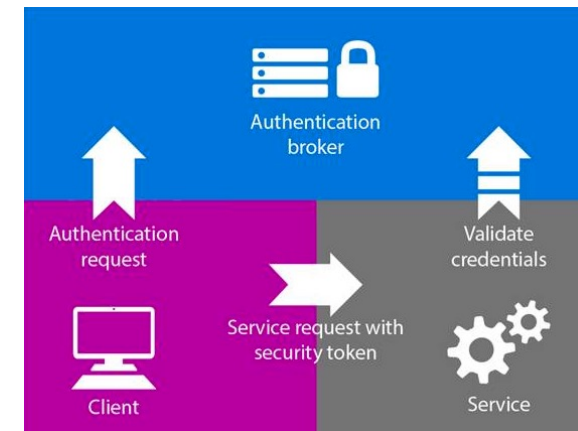 Authentication
broker
Authentication
request
Validate
credentials
Service request with
security token
Client
Service